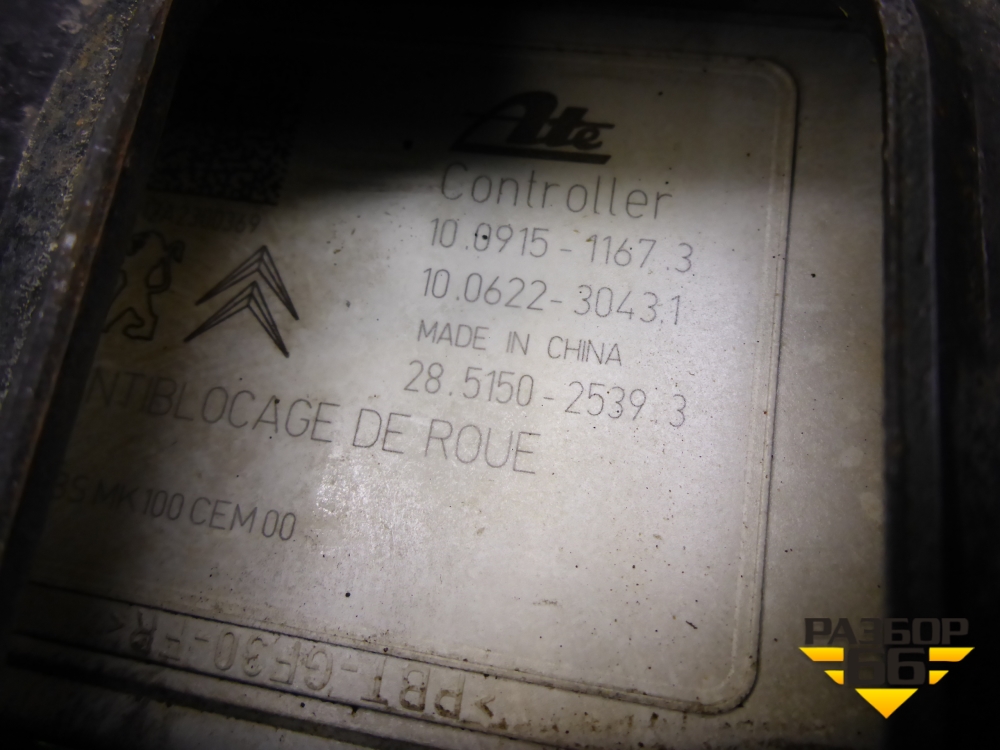 Ate
Controller
10.0915-1167.3
10.0622-3043.1
MADE IN CHINA
28.5150-2539.3
NTIBLOCAGE DE ROUE
BS MK100 CEM 00
>PBT-GF30-FR<
РАЗБОР
66